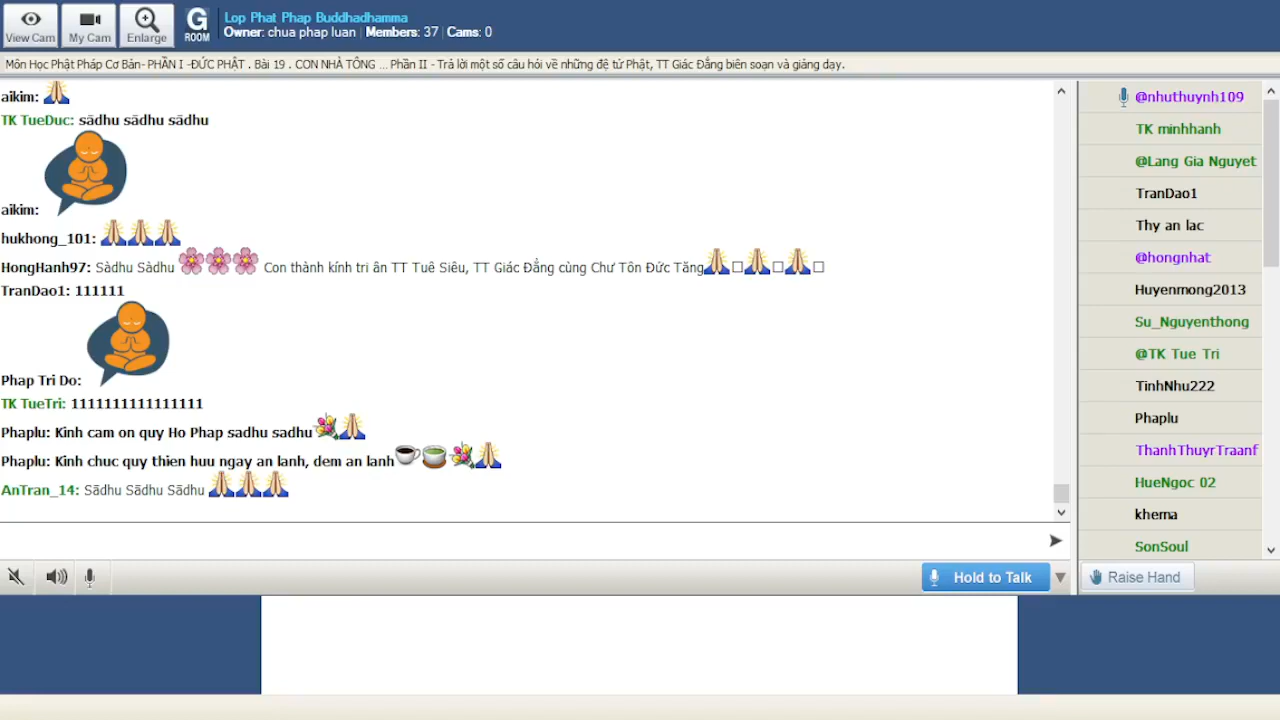 View Cam
My Cam
Enlarge
G
ROOM
Lop Phat Phap Buddhadhamma
Owner: chua phap luan | Members: 37 | Cams: 0
Môn Học Phật Pháp Cơ Bản- PHẦN I -ĐỨC PHẬT . Bài 19 . CON NHÀ TÔNG ... Phần II - Trả lời một số câu hỏi về những đệ tử Phật, TT Giác Đẳng biên soạn và giảng dạy.
aikim:
TK TueDuc: sādhu sādhu sādhu
aikim:
hukhong_101:
HongHanh97: Sàdhu Sàdhu Con thành kính tri ân TT Tuê Siêu, TT Giác Đẳng cùng Chư Tôn Đức Tăng
TranDao1: 111111
Phap Tri Do:
TK TueTri: 1111111111111111
Phaplu: Kinh cam on quy Ho Phap sadhu sadhu
Phaplu: Kinh chuc quy thien huu ngay an lanh, dem an lanh
AnTran_14: Sādhu Sādhu Sādhu
@nhuthuynh109
TK minhhanh
@Lang Gia Nguyet
TranDao1
Thy an lac
@hongnhat
Huyenmong2013
Su_Nguyenthong
@TK Tue Tri
TinhNhu222
Phaplu
ThanhThuyrTraanf
HueNgoc 02
khema
SonSoul
Hold to Talk
Raise Hand